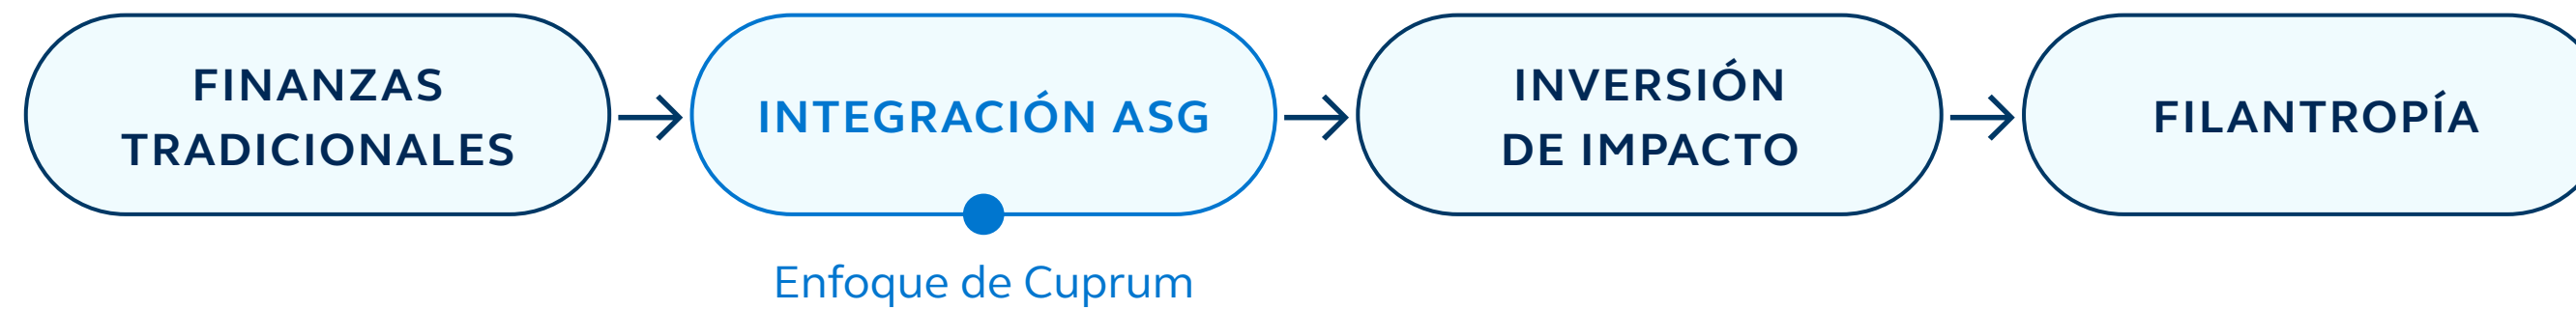 FINANZAS
TRADICIONALES
INTEGRACIÓN ASG
INVERSIÓN
DE IMPACTO
FILANTROPÍA
Enfoque de Cuprum